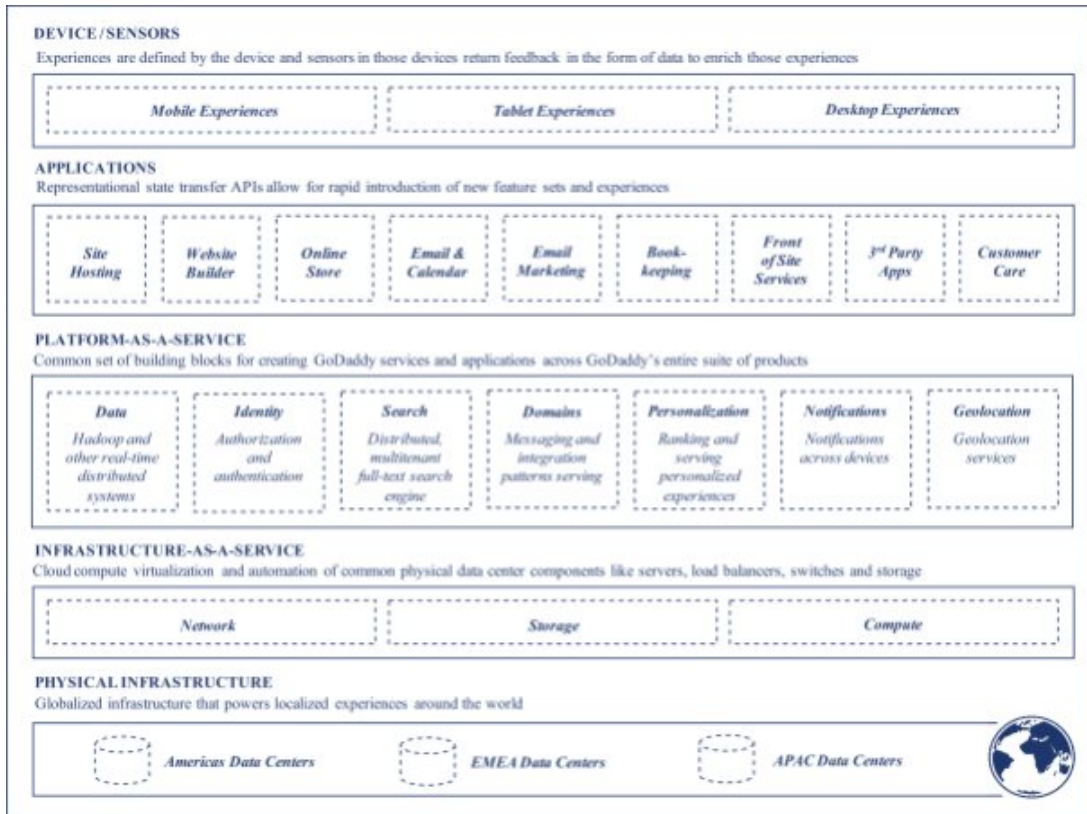 DEVICE/SENSORS
Experiences are defined by the device and sensors in those devices return feedback in the form of data to enrich those experiences
Mobile Experiences
Tablet Experiences
Desktop Experiences
APPLICATIONS
Representational state transfer APIs allow for rapid introduction of new feature sets and experiences
Site
Hosting
Website
Builder
Online
Store
Email &
Calendar
Email
Marketing
Book-
keeping
Front
of Site
Services
3rd Party
Apps
Customer
Care
PLATFORM-AS-A-SERVICE
Common set of building blocks for creating GoDaddy services and applications across GoDaddy's entire suite of products
Data
Hadoop and
other real-time
distributed
systems
Identity
Authorization
and
authentication
Search
Distributed,
multitenant
full-text search
engine
Domains
Messaging and
integration
patterns serving
Personalization
Ranking and
serving
personalized
experiences
Notifications
Notifications
across devices
Geolocation
Geolocation
services
INFRASTRUCTURE-AS-A-SERVICE
Cloud compute virtualization and automation of common physical data center components like servers, load balancers, switches and storage
Network
Storage
Compute
PHYSICAL INFRASTRUCTURE
Globalized infrastructure that powers localized experiences around the world
Americas Data Centers
EMEA Data Centers
APAC Data Centers